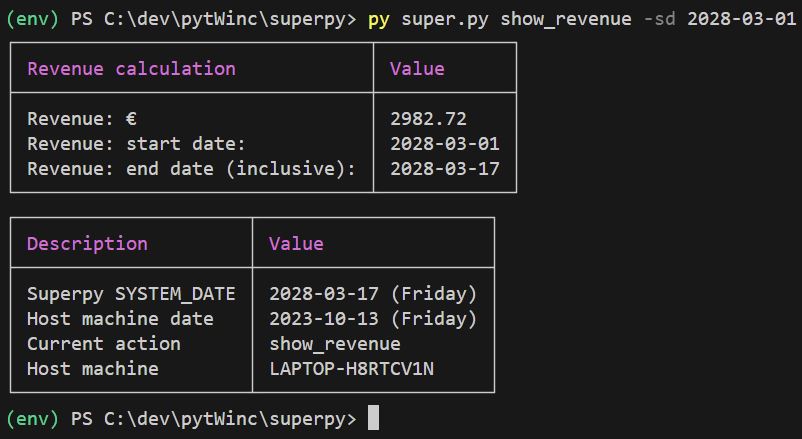 (env) PS C:\dev\pytWinc\superpy> py super.py show_revenue -sd 2028-03-01
Revenue calculation Value
Revenue: € 2982.72
Revenue: start date: 2028-03-01
Revenue: end date (inclusive): 2028-03-17
Description Value
Superpy SYSTEM_DATE 2028-03-17 (Friday)
Host machine date 2023-10-13 (Friday)
Current action show_revenue
Host machine LAPTOP-H8RTCV1N
(env) PS C:\dev\pytWinc\superpy>